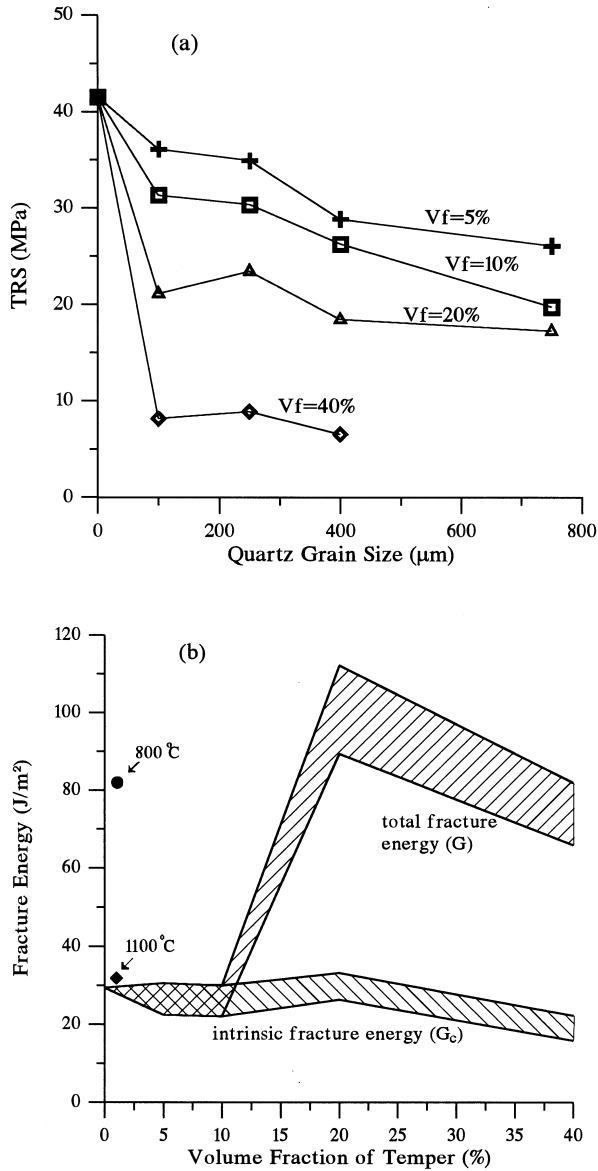 50
(a)
40
30
20
10
0
TRS (MPa)
Vf=5%
Vf=10%
Vf=20%
Vf=40%
0
200
400
600
800
Quartz Grain Size (μm)
120
(b)
100
80
60
40
20
0
Fracture Energy (J/m²)
800 °C
1100 °C
total fracture
energy (G)
intrinsic fracture energy (Gc)
0
5
10
15
20
25
30
35
40
Volume Fraction of Temper (%)